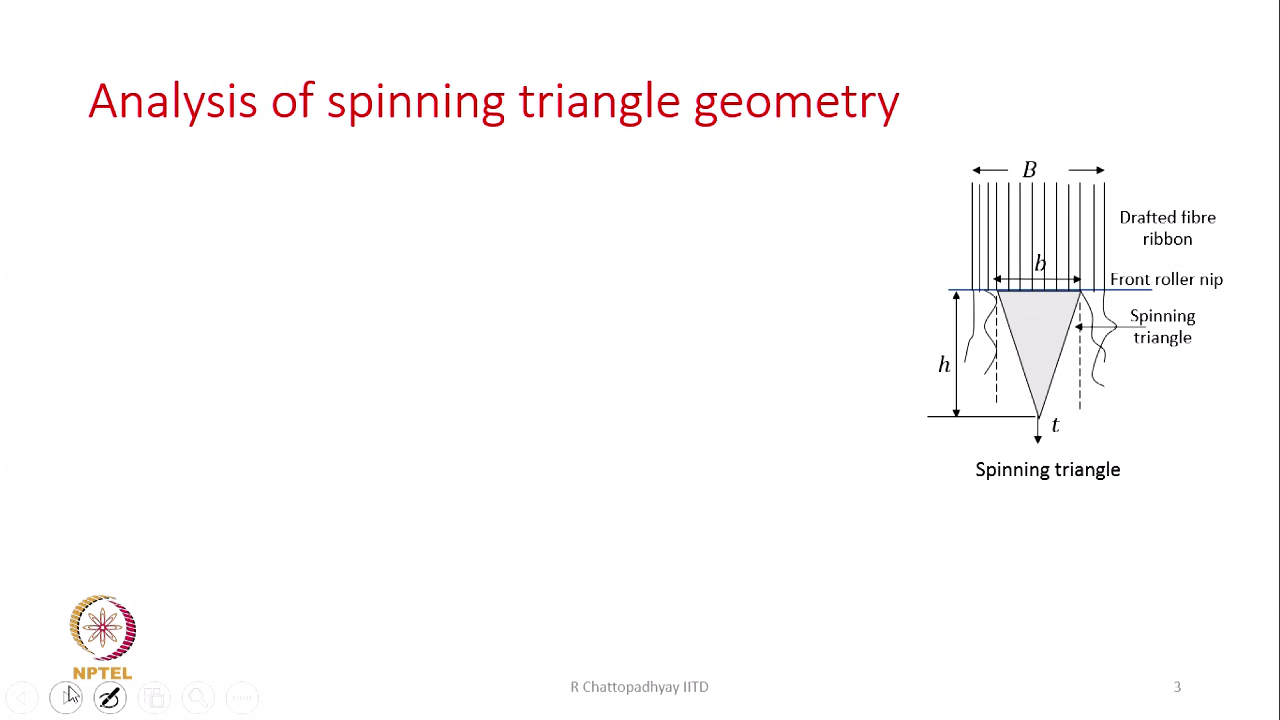 Analysis of spinning triangle geometry
B
Drafted fibre
ribbon
b
Front roller nip
Spinning
triangle
h
t
Spinning triangle
NPTEL
R Chattopadhyay IITD
3